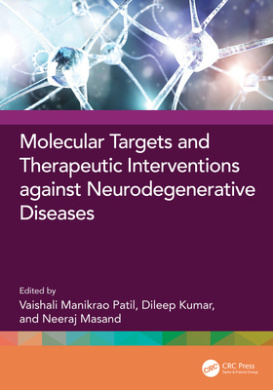 Molecular Targets and
Therapeutic Interventions
against Neurodegenerative
Diseases
Edited by
Vaishali Manikrao Patil, Dileep Kumar,
and Neeraj Masand
CRC
CRC Press
Taylor & Francis Group